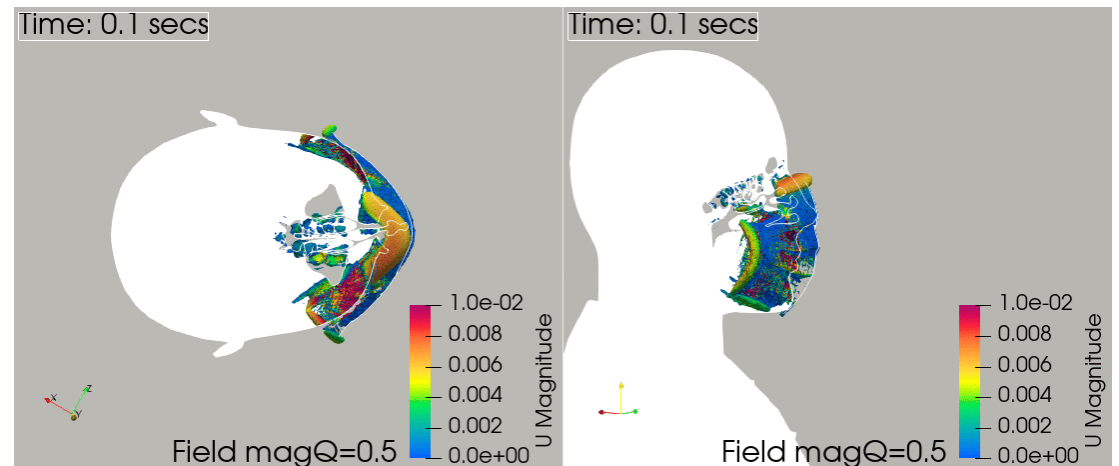 Time: 0.1 secs
1.0e-02
0.008
0.006
0.004
0.002
0.0e+00
U Magnitude
X
Z
Y
Field magQ=0.5
Time: 0.1 secs
1.0e-02
0.008
0.006
0.004
0.002
0.0e+00
U Magnitude
Field magQ=0.5